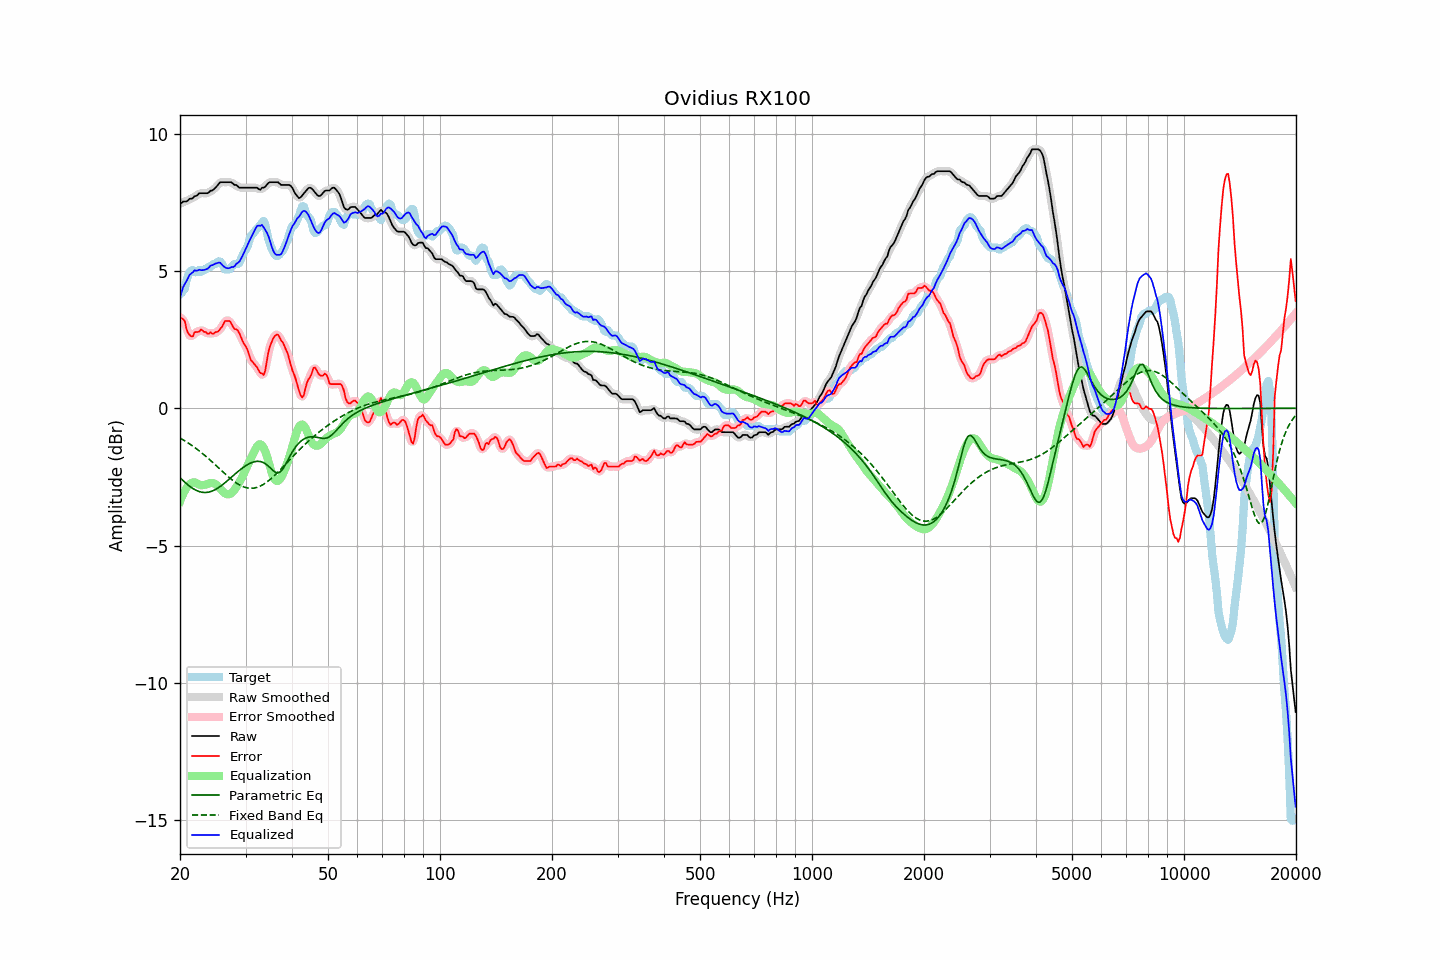 Ovidius RX100
Amplitude (dBr)
10
5
0
−5
−10
−15
Target
Raw Smoothed
Error Smoothed
Raw
Error
Equalization
Parametric Eq
Fixed Band Eq
Equalized
20 50 100 200 500 1000 2000 5000 10000 20000
Frequency (Hz)